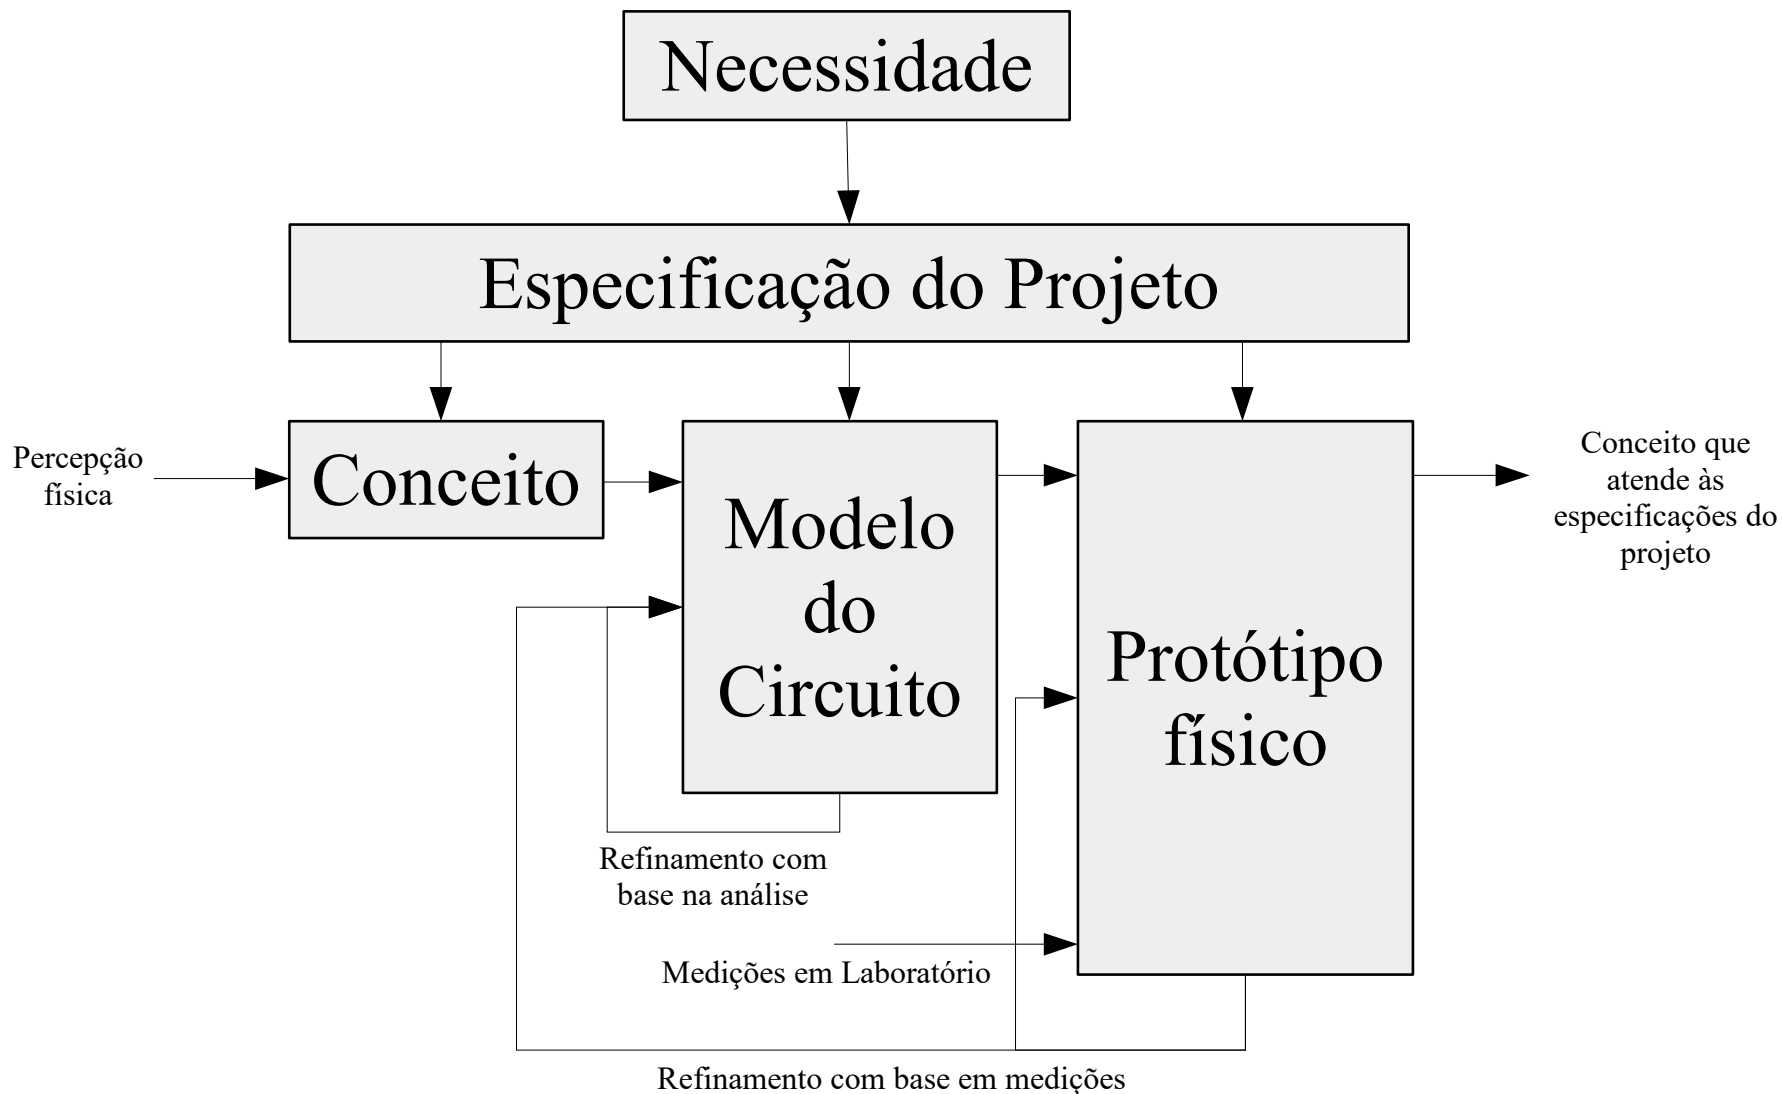 Necessidade
Especificação do Projeto
Percepção
física
Conceito
Modelo
do
Circuito
Protótipo
físico
Conceito que
atende às
especificações do
projeto
Refinamento com
base na análise
Medições em Laboratório
Refinamento com base em medições